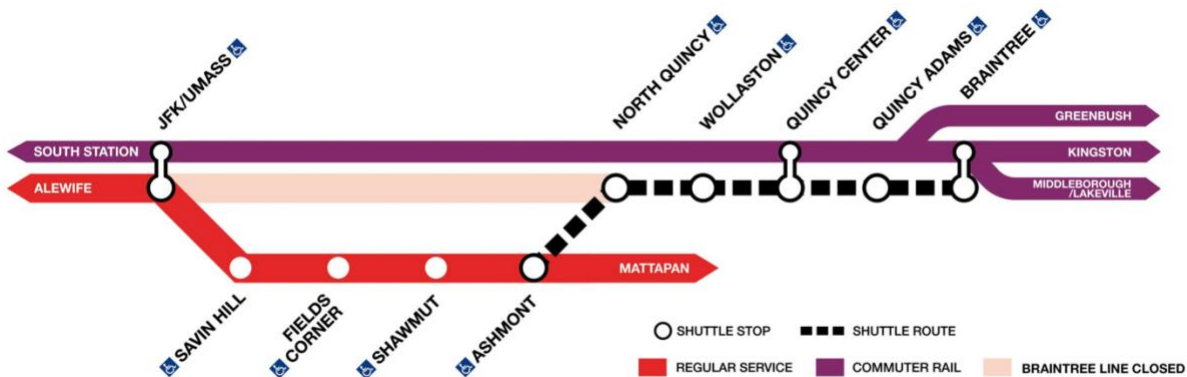 JFK/UMASS
NORTH QUINCY
WOLLASTON
QUINCY CENTER
QUINCY ADAMS
BRAINTREE
GREENBUSH
SOUTH STATION
KINGSTON
ALEWIFE
MIDDLEBOROUGH
/LAKEVILLE
MATTAPAN
SAVIN HILL
FIELDS
CORNER
SHAWMUT
ASHMONT
SHUTTLE STOP
SHUTTLE ROUTE
REGULAR SERVICE
COMMUTER RAIL
BRAINTREE LINE CLOSED